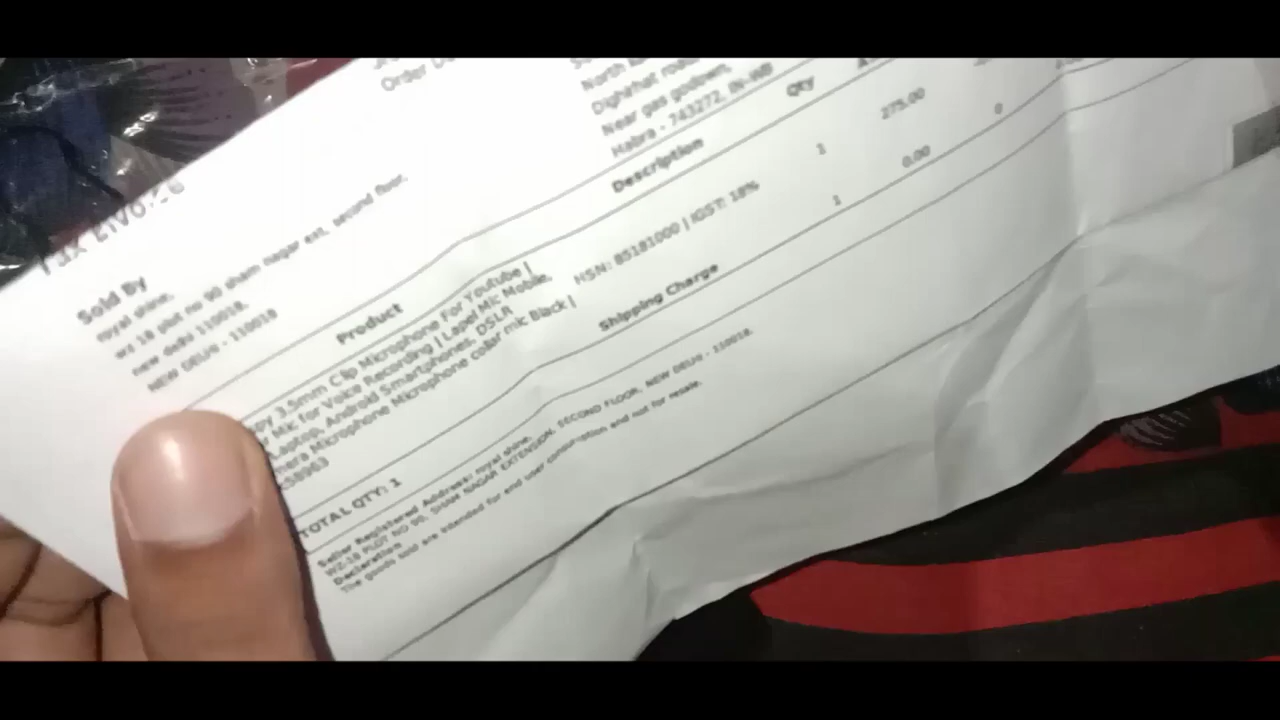 Order
North
Dighirhat road
Near gas godown,
Habra - 743272, IN-WB
Tax Invoice
Sold By
royal shine,
wz 18 plot no 90 sham nagar ext, second floor,
new delhi 110018,
NEW DELHI - 110018
Product Description Qty
3.5mm Clip Microphone For Youtube | HSN: 85181000 | IGST: 18% 1 275.00
Mic for Voice Recording | Lapel Mic Mobile,
Laptop, Android Smartphones, DSLR
Microphone Microphone collar mic Black |
Shipping Charge 1 0.00 0
TOTAL QTY: 1
Seller Registered Address: royal shine,
WZ-18 PLOT NO 90, SHAM NAGAR EXTENSION, SECOND FLOOR, NEW DELHI - 110018.
Declaration
The goods sold are intended for end user consumption and not for resale.